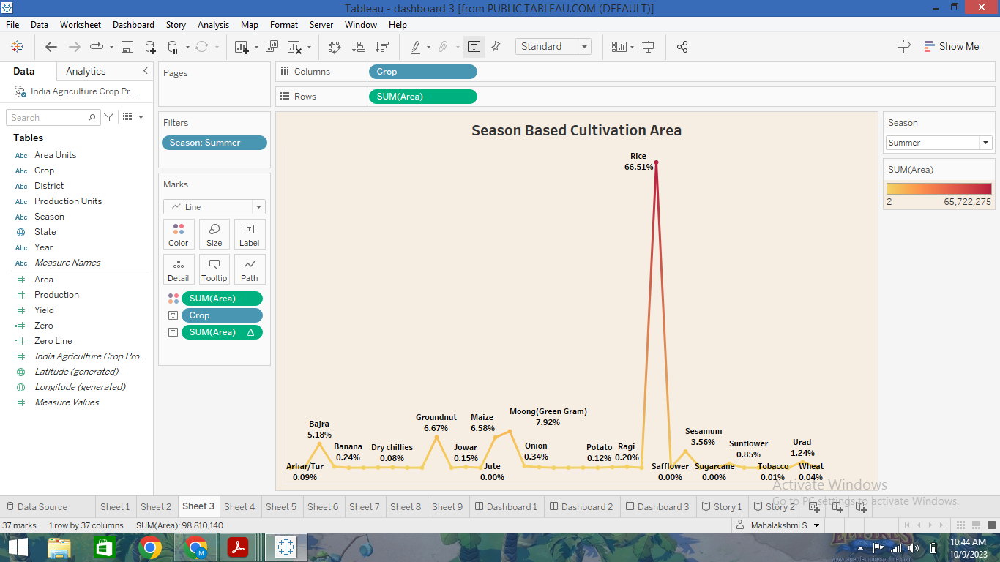 Tableau - dashboard 3 [from PUBLIC.TABLEAU.COM (DEFAULT)]
File Data Worksheet Dashboard Story Analysis Map Format Server Window Help
Standard
Show Me
Data Analytics
India Agriculture Crop Pr...
Search
Tables
Abc Area Units
Abc Crop
Abc District
Abc Production Units
Abc Season
State
Abc Year
Abc Measure Names
# Area
# Production
# Yield
=# Zero
=# Zero Line
# India Agriculture Crop Pro...
Latitude (generated)
Longitude (generated)
# Measure Values
Pages
Filters
Season: Summer
Marks
Line
Color Size Label
Detail Tooltip Path
SUM(Area)
T Crop
T SUM(Area) Δ
Columns Crop
Rows SUM(Area)
Season Based Cultivation Area
Rice
66.51%
Bajra
5.18%
Banana
0.24%
Dry chillies
0.08%
Groundnut
6.67%
Jowar
0.15%
Maize
6.58%
Moong(Green Gram)
7.92%
Onion
0.34%
Potato
0.12%
Ragi
0.20%
Sesamum
3.56%
Sunflower
0.85%
Urad
1.24%
Arhar/Tur
0.09%
Jute
0.00%
Safflower
0.00%
Sugarcane
0.00%
Tobacco
0.01%
Wheat
0.04%
Season
Summer
SUM(Area)
2 65,722,275
Activate Windows
Go to PC settings to activate Windows.
Data Source Sheet 1 Sheet 2 Sheet 3 Sheet 4 Sheet 5 Sheet 6 Sheet 7 Sheet 8 Sheet 9 Dashboard 1 Dashboard 2 Dashboard 3 Story 1 Story 2
37 marks 1 row by 37 columns SUM(Area): 98,810,140
Mahalakshmi S
M
10:44 AM
10/9/2023
www.ageofempiresonline.com